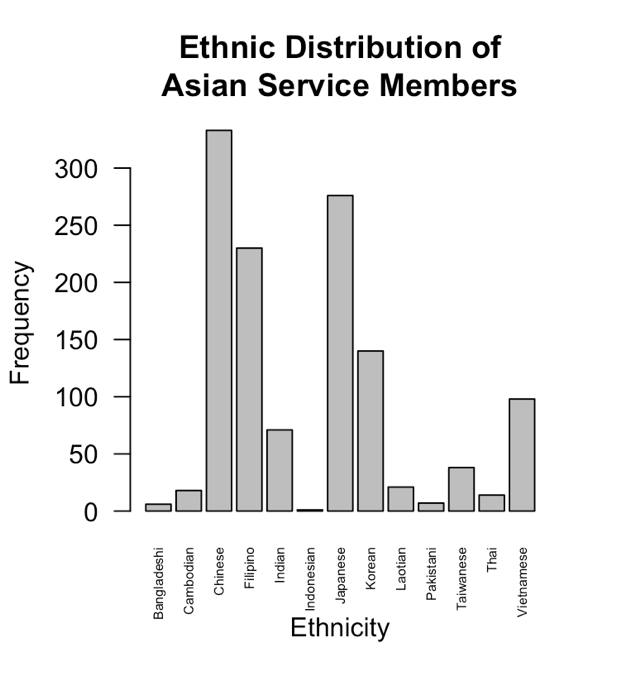 Ethnic Distribution of
Asian Service Members
Frequency
300
250
200
150
100
50
0
Bangladeshi
Cambodian
Chinese
Filipino
Indian
Indonesian
Japanese
Korean
Laotian
Pakistani
Taiwanese
Thai
Vietnamese
Ethnicity